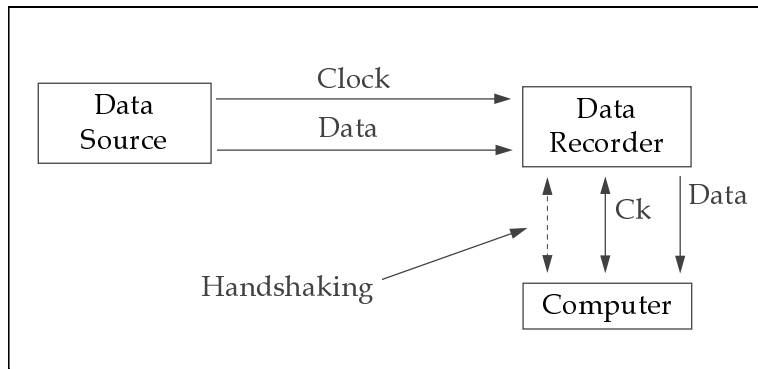 Clock
Data
Source
Data
Data
Recorder
Ck
Data
Handshaking
Computer